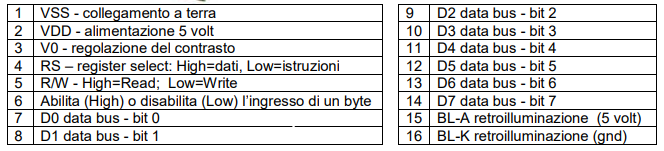 1 VSS - collegamento a terra
2 VDD - alimentazione 5 volt
3 V0 - regolazione del contrasto
4 RS – register select: High=dati, Low=istruzioni
5 R/W - High=Read; Low=Write
6 Abilita (High) o disabilita (Low) l'ingresso di un byte
7 D0 data bus - bit 0
8 D1 data bus - bit 1
9 D2 data bus - bit 2
10 D3 data bus - bit 3
11 D4 data bus - bit 4
12 D5 data bus - bit 5
13 D6 data bus - bit 6
14 D7 data bus - bit 7
15 BL-A retroilluminazione (5 volt)
16 BL-K retroilluminazione (gnd)